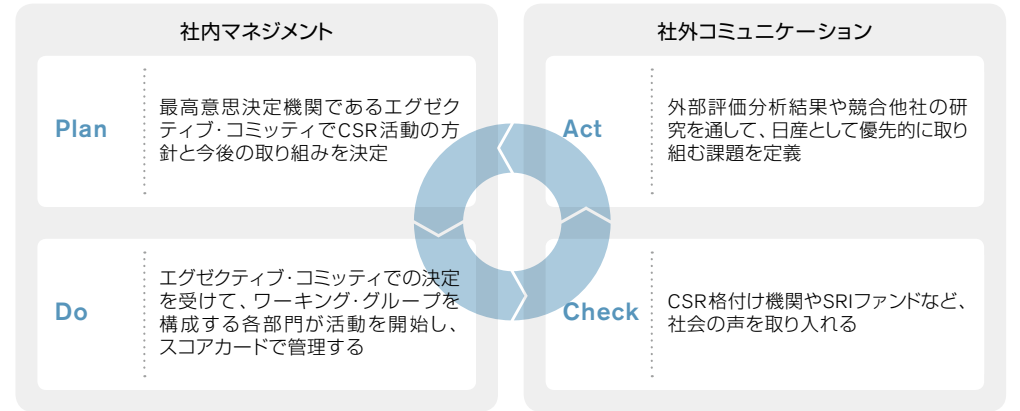 社内マネジメント
Plan
最高意思決定機関であるエグゼク
ティブ・コミッティでCSR活動の方
針と今後の取り組みを決定
Do
エグゼクティブ・コミッティでの決定
を受けて、ワーキング・グループを
構成する各部門が活動を開始し、
スコアカードで管理する
社外コミュニケーション
Act
外部評価分析結果や競合他社の研
究を通して、日産として優先的に取り
組む課題を定義
Check
CSR格付け機関やSRIファンドなど、
社会の声を取り入れる